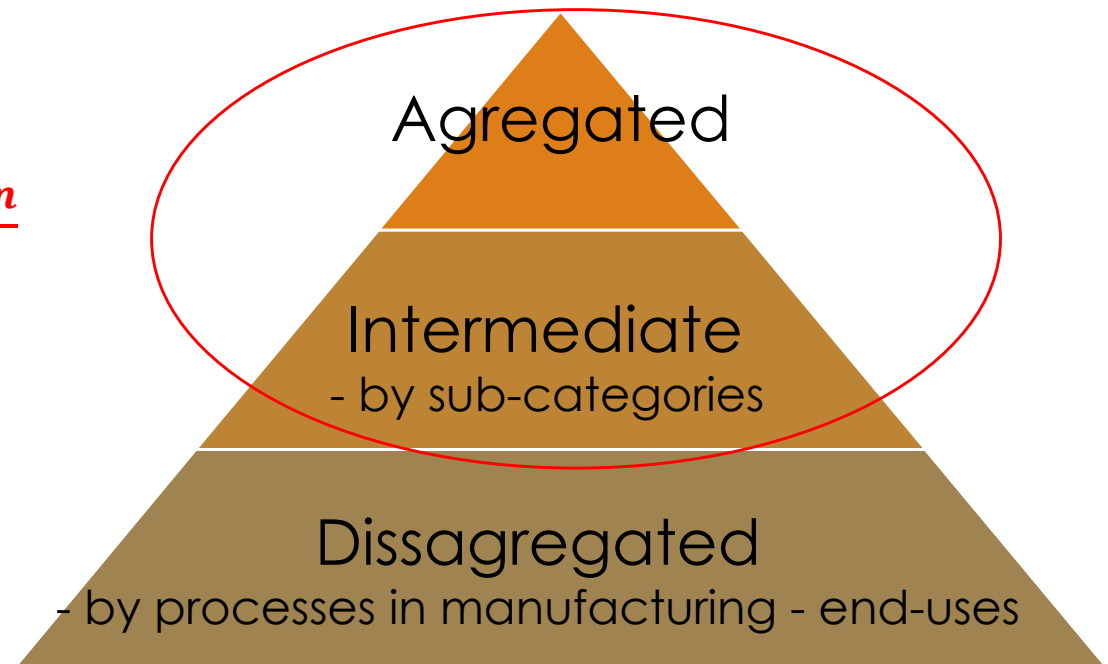 Agregated
Intermediate
- by sub-categories
Dissagregated
- by processes in manufacturing - end-uses